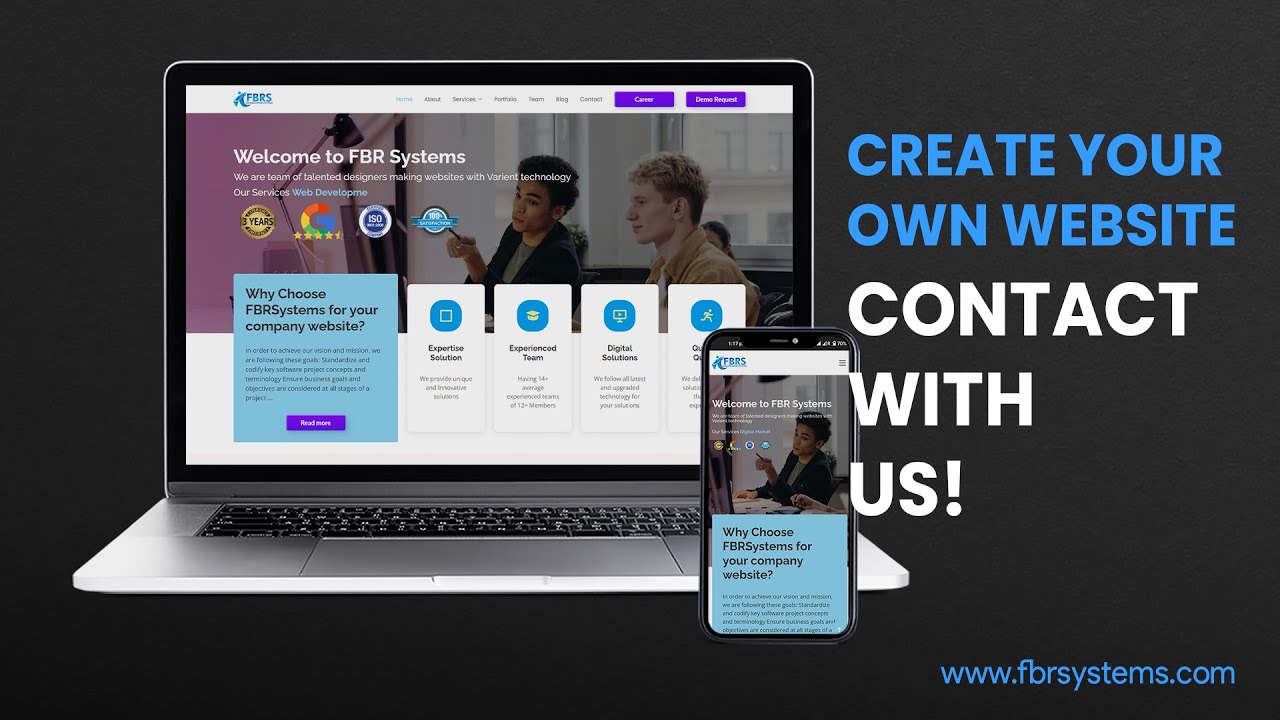 FBRS
Home About Services Portfolio Team Blog Contact Career Demo Request
Welcome to FBR Systems
We are team of talented designers making websites with Varient technology
Our Services Web Developme
3 YEARS
ISO
9001:2008
100%
SATISFACTION
Why Choose
FBRSystems for your
company website?
In order to achieve our vision and mission, we
are following these goals: Standardize and
codify key software project concepts and
terminology Ensure business goals and
objectives are considered at all stages of a
project ...
Read more
Expertise
Solution
We provide unique
and Innovative
solutions
Experienced
Team
Having 14+
average
experienced teams
of 12+ Members
Digital
Solutions
We follow all latest
and upgraded
technology for
your solutions
Qu
Qu
We de
solutio
tha
exp
1:17 p
70%
FBRS
Welcome to FBR Systems
We are team of talented designers making websites with
Varient technology
Our Services Digital Market
Why Choose
FBRSystems for
your company
website?
In order to achieve our vision and mission,
we are following these goals: Standardize
and codify key software project concepts
and terminology Ensure business goals and
objectives are considered at all stages of a
CREATE YOUR
OWN WEBSITE
CONTACT
WITH
US!
www.fbrsystems.com